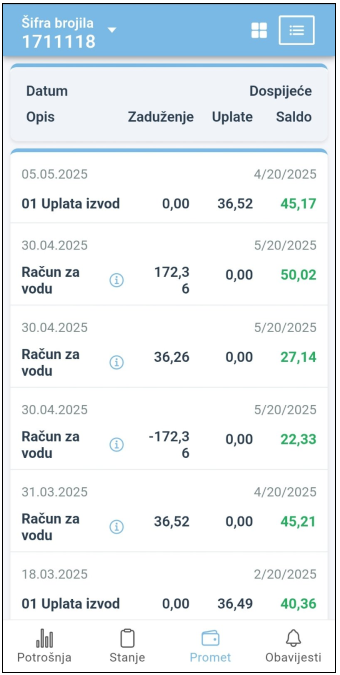 Šifra brojila
1711118
Datum Dospijeće
Opis Zaduženje Uplate Saldo
05.05.2025 4/20/2025
01 Uplata izvod 0,00 36,52 45,17
30.04.2025 5/20/2025
Račun za 172,3 0,00 50,02
vodu 6
30.04.2025 5/20/2025
Račun za
vodu 36,26 0,00 27,14
30.04.2025 5/20/2025
Račun za -172,3 0,00 22,33
vodu 6
31.03.2025 4/20/2025
Račun za
vodu 36,52 0,00 45,21
18.03.2025 2/20/2025
01 Uplata izvod 0,00 36,49 40,36
Potrošnja Stanje Promet Obavijesti